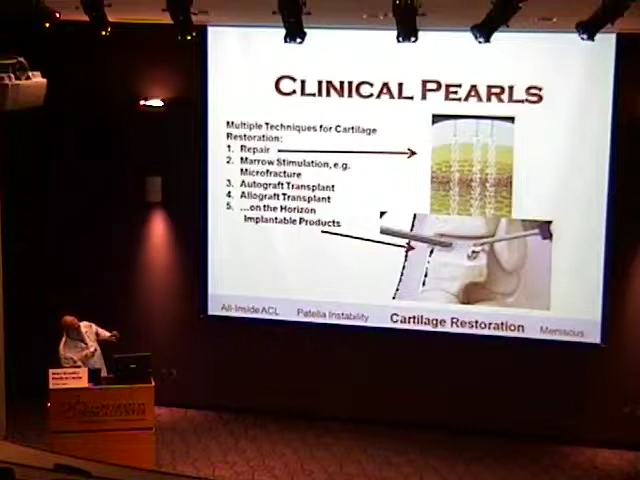 CLINICAL PEARLS
Multiple Techniques for Cartilage
Restoration:
1. Repair
2. Marrow Stimulation, e.g.
Microfracture
3. Autograft Transplant
4. Allograft Transplant
5. ...on the Horizon
Implantable Products
All-Inside ACL Patella Instability Cartilage Restoration Meniscus